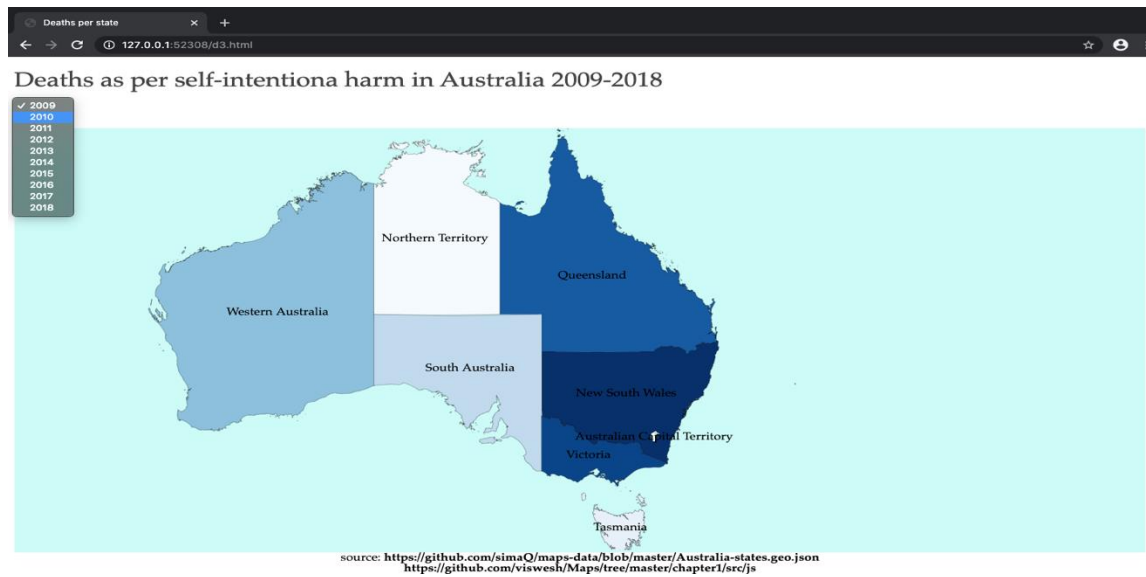 Deaths per state
127.0.0.1:52308/d3.html
Deaths as per self-intentiona harm in Australia 2009-2018
✓ 2009
2010
2011
2012
2013
2014
2015
2016
2017
2018
Northern Territory
Queensland
Western Australia
South Australia
New South Wales
Australian Capital Territory
Victoria
Tasmania
source: https://github.com/simaQ/maps-data/blob/master/Australia-states.geo.json
https://github.com/viswesh/Maps/tree/master/chapter1/src/js